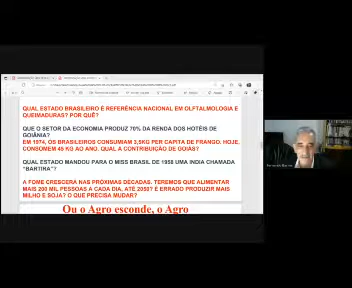 QUAL ESTADO BRASILEIRO É REFERÊNCIA NACIONAL EM OLFTALMOLOGIA E
QUEIMADURAS? POR QUÊ?
QUE O SETOR DA ECONOMIA PRODUZ 70% DA RENDA DOS HOTÉIS DE
GOIÂNIA?
EM 1974, OS BRASILEIROS CONSUMIAM 3,5KG PER CAPITA DE FRANGO. HOJE,
CONSOMEM 45 KG AO ANO. QUAL A CONTRIBUIÇÃO DE GOIÁS?
QUAL ESTADO MANDOU PARA O MISS BRASIL DE 1958 UMA INDIA CHAMADA
A FOME CRESCERÁ NAS PRÓXIMAS DÉCADAS. TEREMOS QUE ALIMENTAR
MAIS 200 MIL PESSOAS A CADA DIA, ATÉ 2050? É ERRADO PRODUZIR MAIS
MILHO E SOJA? O QUE PRECISA MUDAR?
Ou o Agro esconde, o Agro